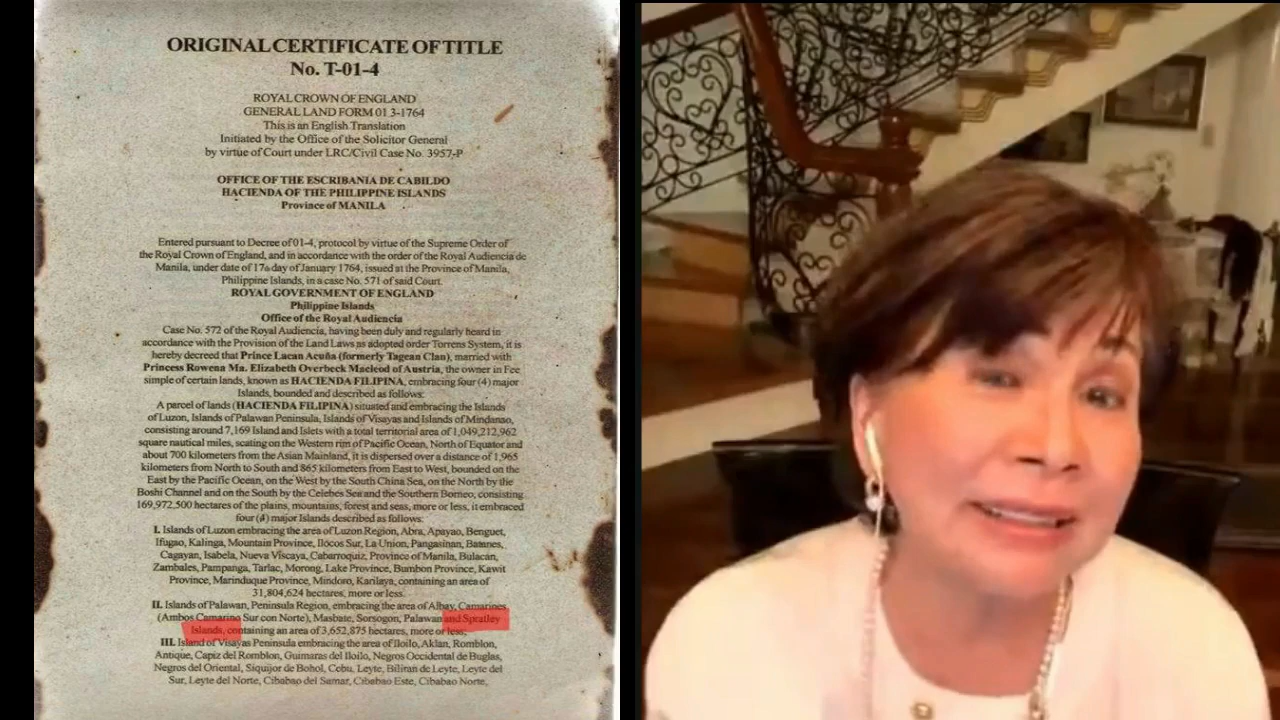 ORIGINAL CERTIFICATE OF TITLE
No. T-01-4
ROYAL CROWN OF ENGLAND
GENERAL LAND FORM 01 3-1764
This is an English Translation
Initiated by the Office of the Solicitor General
by virtue of Court under LRC/Civil Case No. 3957-P
OFFICE OF THE ESCRIBANIA DE CABILDO
HACIENDA OF THE PHILIPPINE ISLANDS
Province of MANILA
Entered pursuant to Decree of 01-4, protocol by virtue of the Supreme Order of
the Royal Crown of England, and in accordance with the order of the Royal Audiencia de
Manila, under date of 17th day of January 1764, issued at the Province of Manila,
Philippine Islands, in a case No. 571 of said Court.
ROYAL GOVERNMENT OF ENGLAND
Philippine Islands
Office of the Royal Audiencia
Case No. 572 of the Royal Audiencia, having been duly and regularly heard in
accordance with the Provision of the Land Laws as adopted order Torrens System, it is
hereby decreed that Prince Lacan Acuña (formerly Tagean Clan), married with
Princess Rowena Ma. Elizabeth Overbeck Macleod of Austria, the owner in Fee
simple of certain lands, known as HACIENDA FILIPINA, embracing four (4) major
Islands, bounded and described as follows:
A parcel of lands (HACIENDA FILIPINA) situated and embracing the Islands
of Luzon, Islands of Palawan Peninsula, Islands of Visayas and Islands of Mindanao,
consisting around 7,169 Island and Islets with a total territorial area of 1,049,212,962
square nautical miles, scating on the Western rim of Pacific Ocean, North of Equator and
about 700 kilometers from the Asian Mainland, it is dispersed over a distance of 1,965
kilometers from North to South and 865 kilometers from East to West, bounded on the
East by the Pacific Ocean, on the West by the South China Sea, on the North by the
Boshi Channel and on the South by the Celebes Sea and the Southern Borneo, consisting
169,972,500 hectares of the plains, mountains, forest and seas, more or less, it embraced
four (4) major Islands described as follows:
I. Islands of Luzon embracing the area of Luzon Region, Abra, Apayao, Benguet,
Ifugao, Kalinga, Mountain Province, Ilocos Sur, La Union, Pangasinan, Batanes,
Cagayan, Isabela, Nueva Viscaya, Cabarroquiz, Province of Manila, Bulacan,
Zambales, Pampanga, Tarlac, Morong, Lake Province, Bumbon Province, Kawit
Province, Marinduque Province, Mindoro, Karilaya, containing an area of
31,804,624 hectares, more or less.
II. Islands of Palawan, Peninsula Region, embracing the area of Albay, Camarines
(Ambos Camarino Sur con Norte), Masbate, Sorsogon, Palawan and Spratley
Islands, containing an area of 3,652,875 hectares, more or less;
III. Island of Visayas Peninsula embracing the area of Iloilo, Aklan, Romblon,
Antique, Capiz del Romblon, Guimaras del Iloilo, Negros Occidental de Buglas,
Negros del Oriental, Siquijor de Bohol, Cebu, Leyte, Biliran de Leyte, Leyte del
Sur, Leyte del Norte, Cibabao del Samar, Cibabao Este, Cibabao Norte,